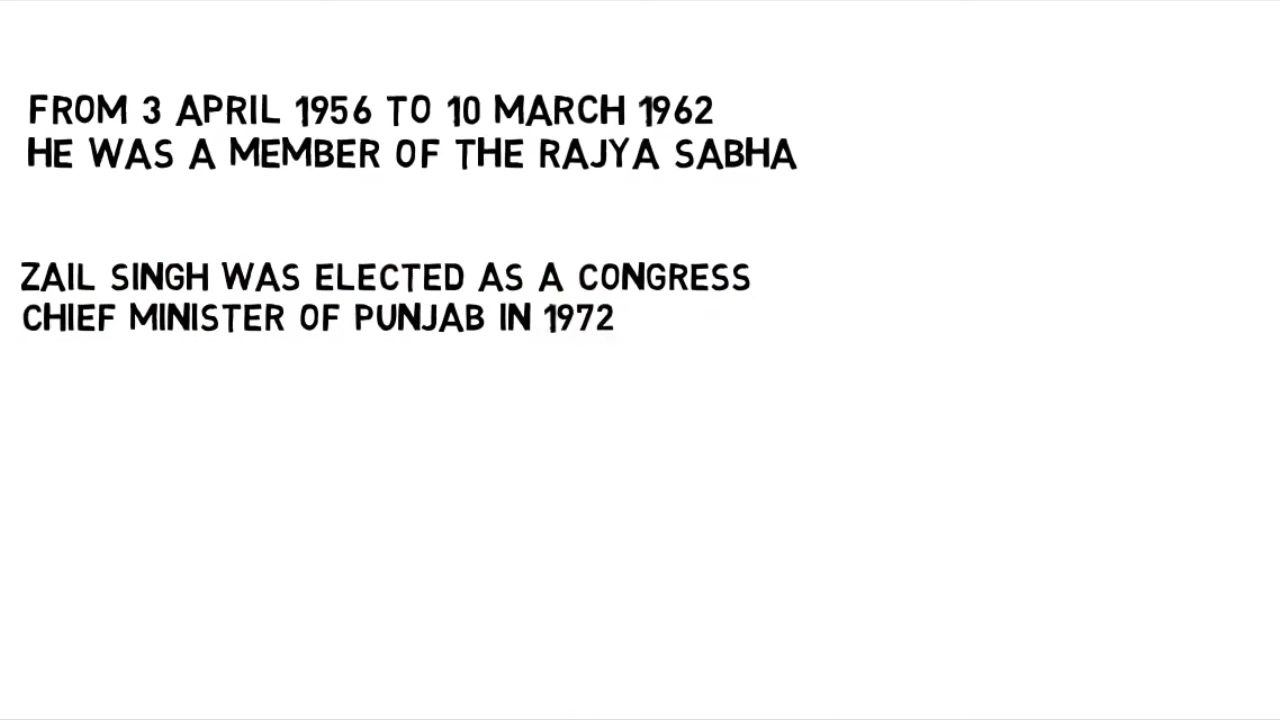 FROM 3 APRIL 1956 TO 10 MARCH 1962
HE WAS A MEMBER OF THE RAJYA SABHA
ZAIL SINGH WAS ELECTED AS A CONGRESS
CHIEF MINISTER OF PUNJAB IN 1972